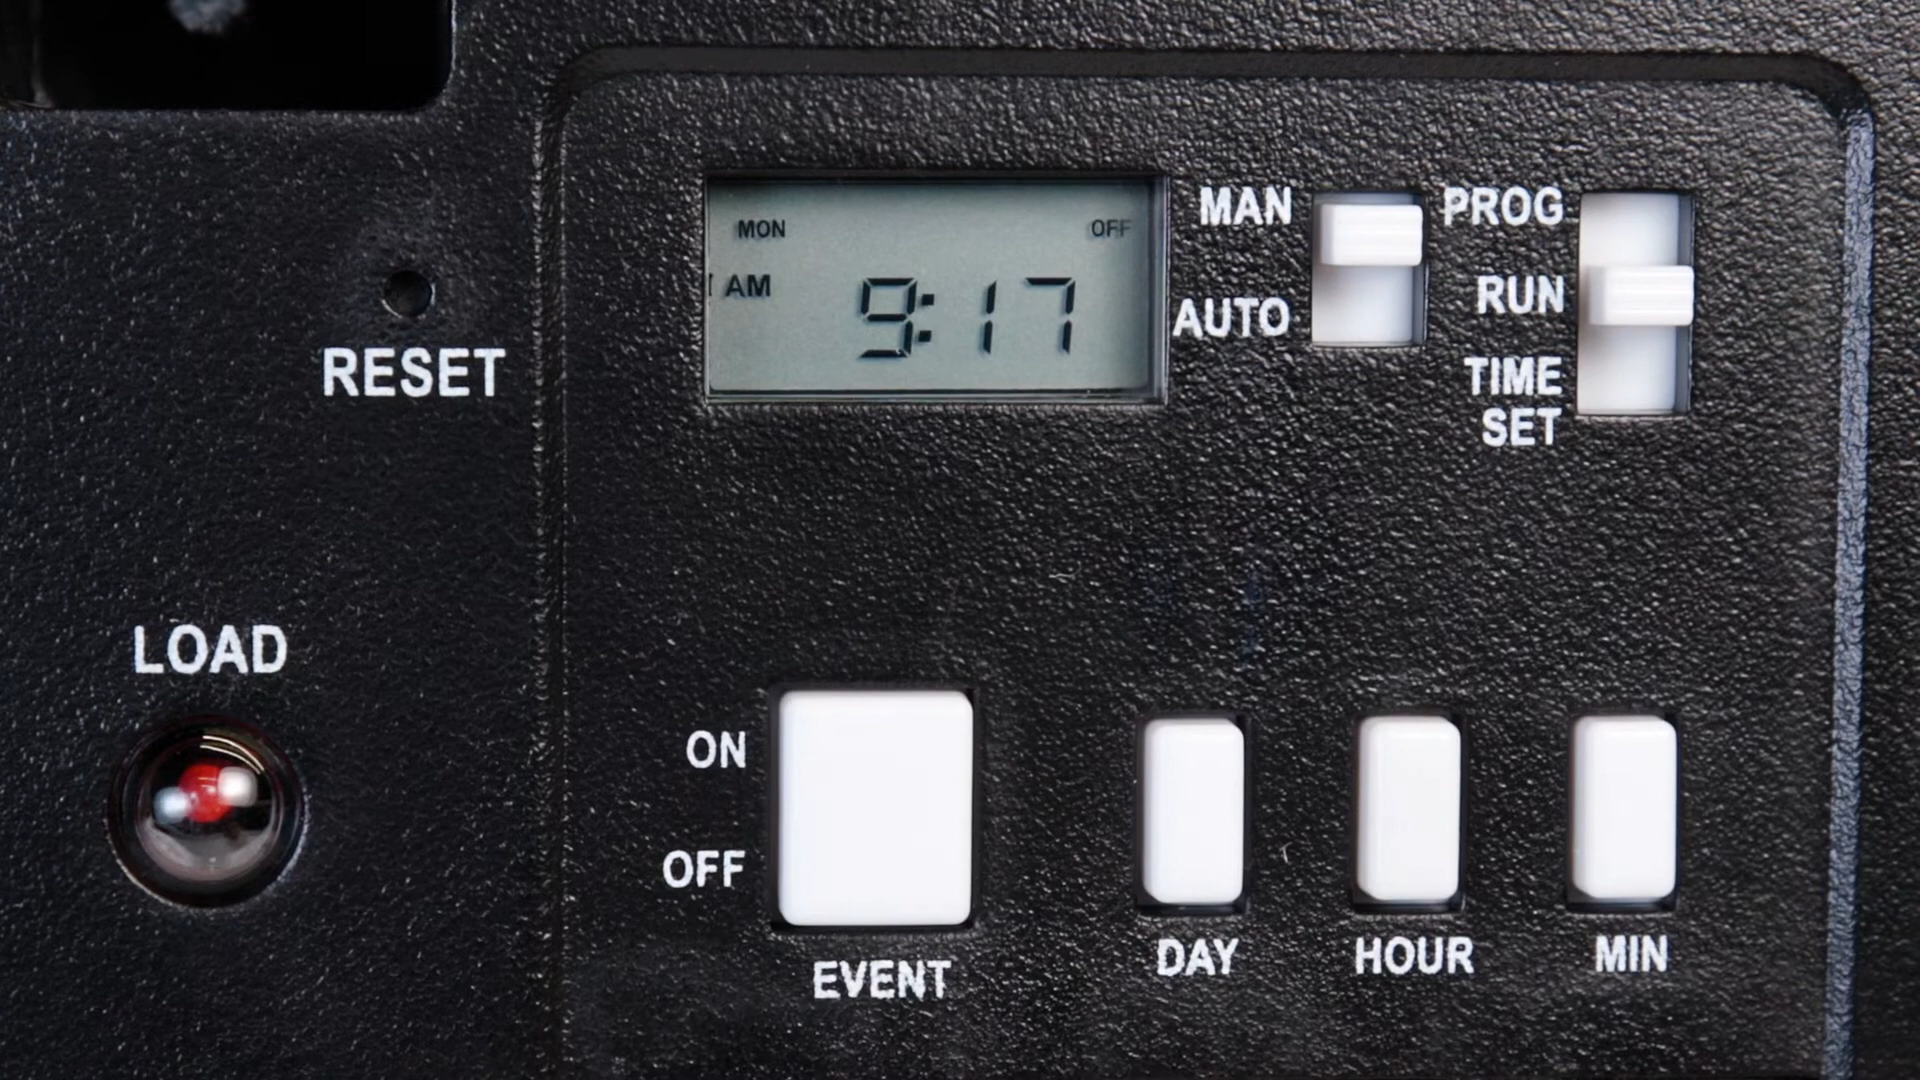 MON OFF
AM 9:17
MAN
AUTO
PROG
RUN
TIME
SET
RESET
LOAD
ON
OFF
EVENT
DAY
HOUR
MIN